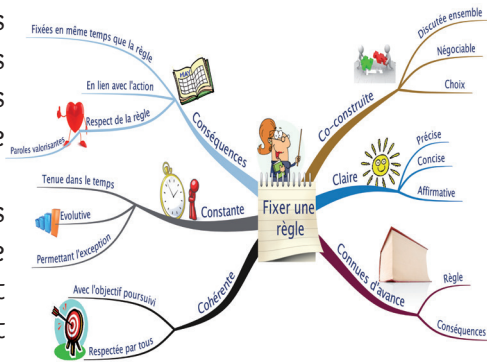 Fixer une
règle
Co-construite
Discutée ensemble
Négociable
Choix
Claire
Précise
Concise
Affirmative
Connues d'avance
Règle
Conséquences
Cohérente
Avec l'objectif poursuivi
Respectée par tous
Constante
Tenue dans le temps
Evolutive
Permettant l'exception
Conséquences
Fixées en même temps que la règle
En lien avec l'action
Respect de la règle
Paroles valorisantes